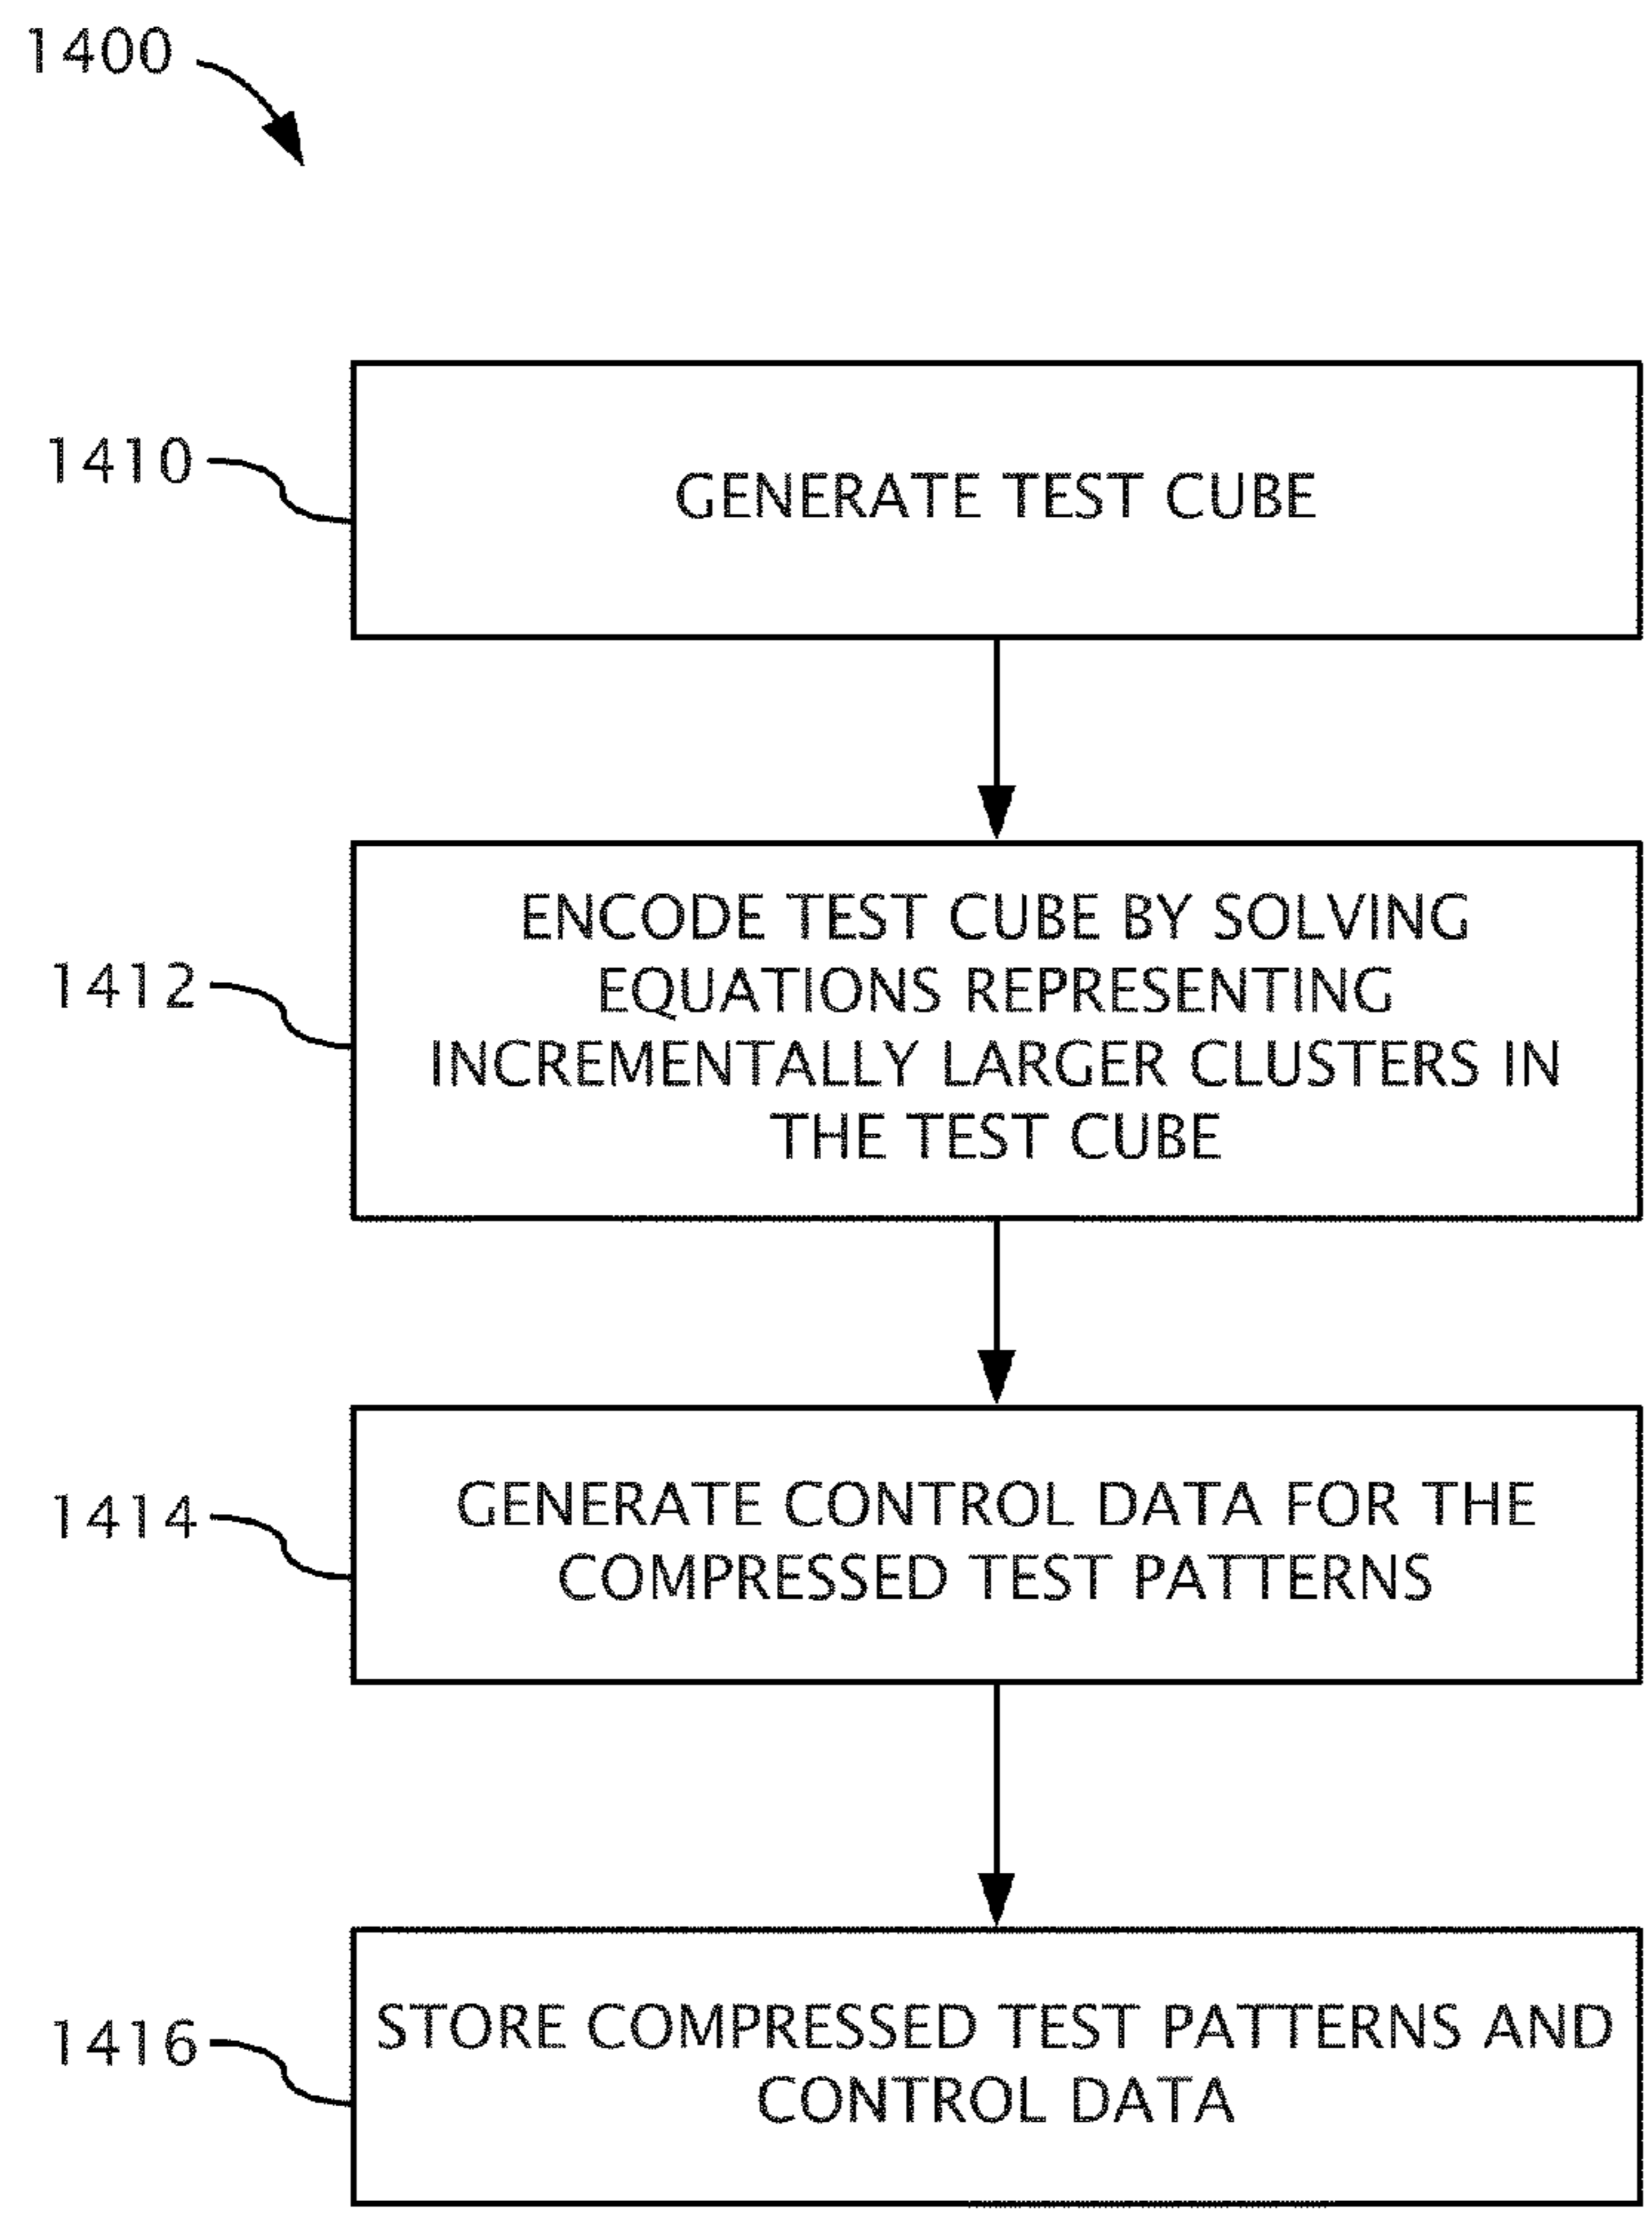 1400
1410
GENERATE TEST CUBE
1412
ENCODE TEST CUBE BY SOLVING
EQUATIONS REPRESENTING
INCREMENTALLY LARGER CLUSTERS IN
THE TEST CUBE
1414
GENERATE CONTROL DATA FOR THE
COMPRESSED TEST PATTERNS
1416
STORE COMPRESSED TEST PATTERNS AND
CONTROL DATA